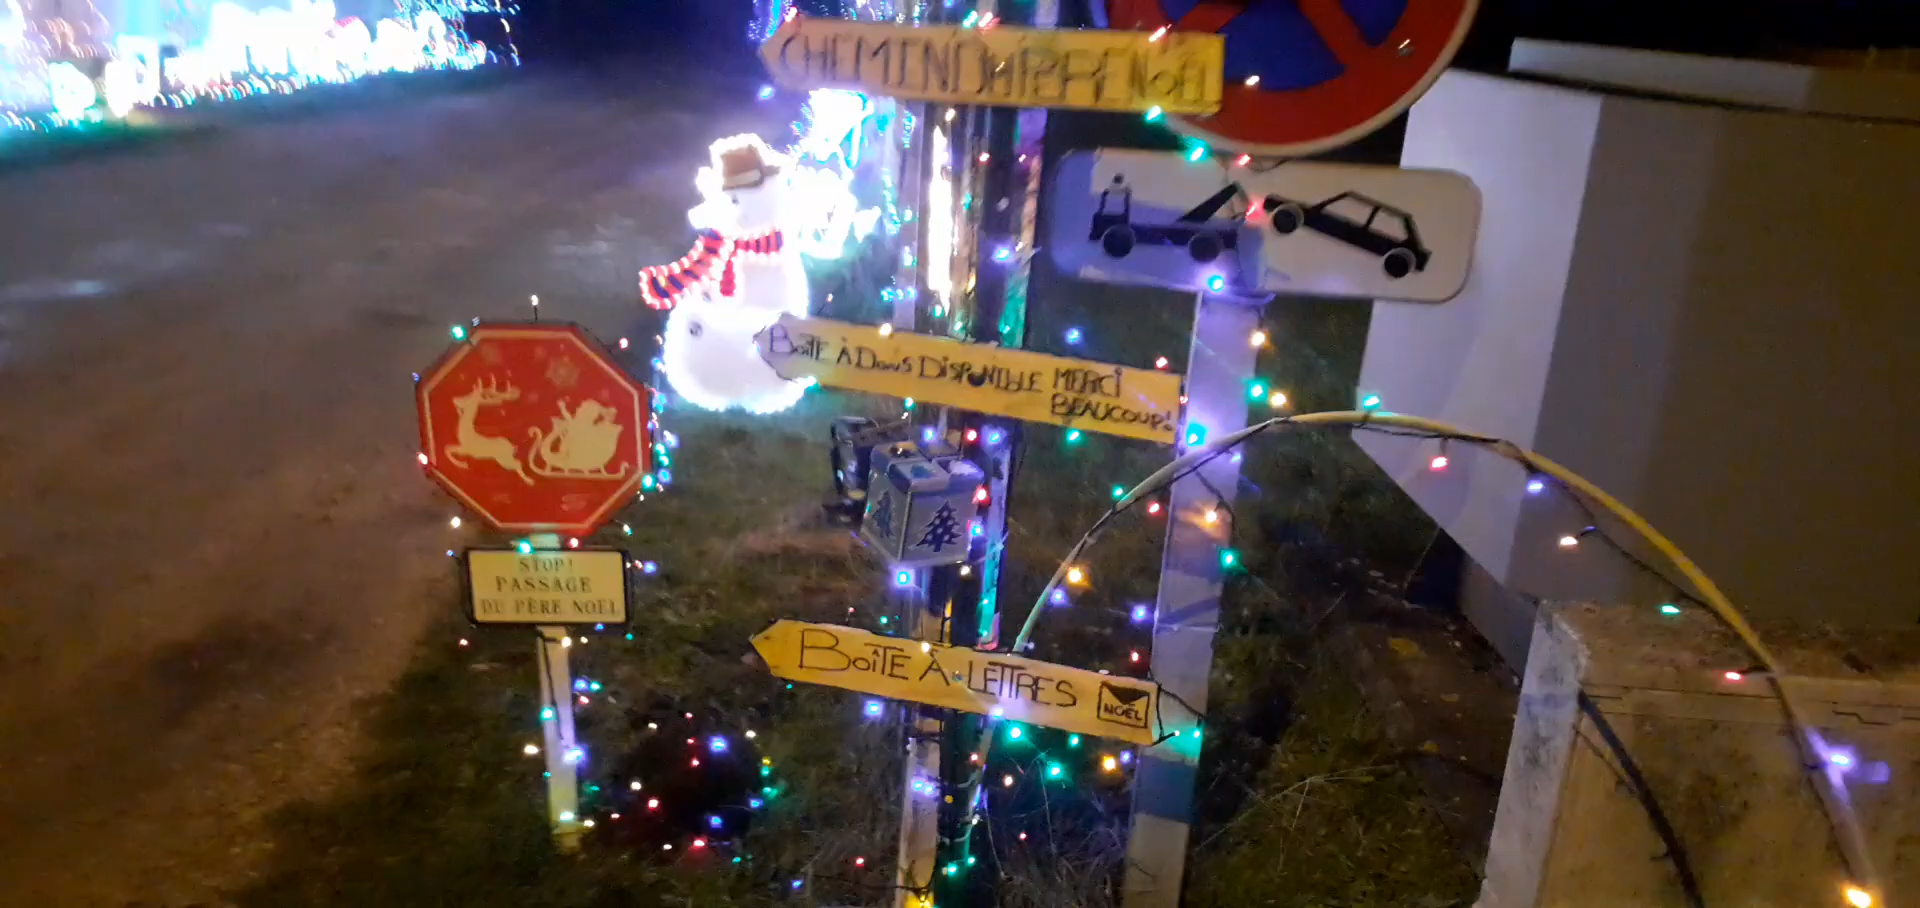 CHEMIN DU PÈRE NOËL
BOÎTE À DONS DISPONIBLE MERCI
BEAUCOUP!
STOP!
PASSAGE
DU PÈRE NOËL
BOÎTE À LETTRES
NOËL